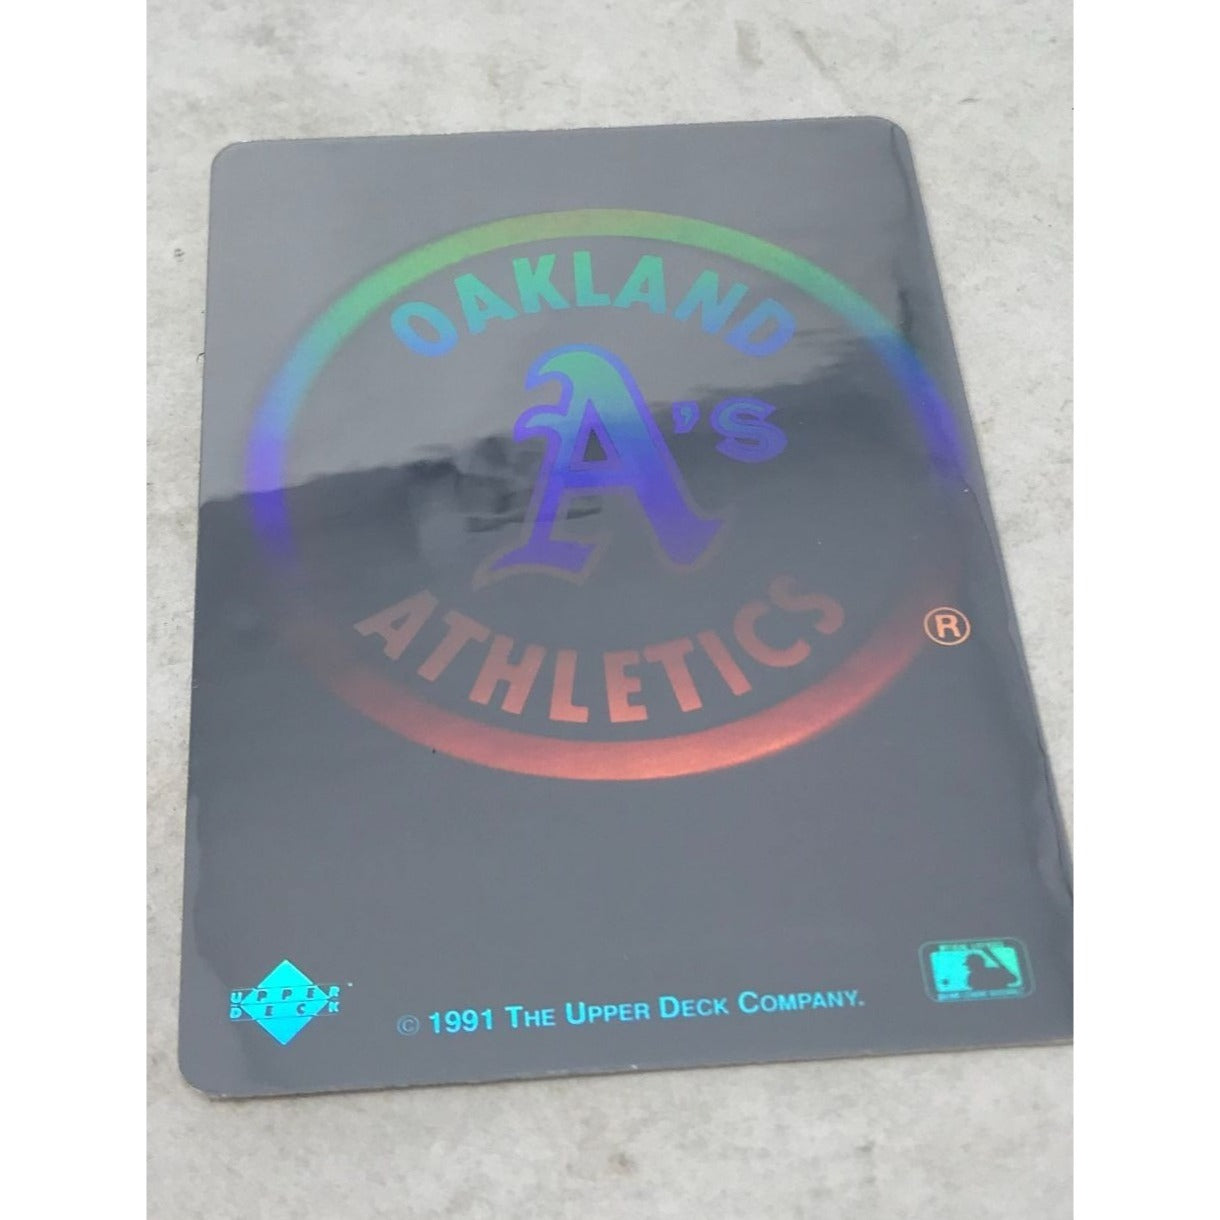 OAKLAND
A's
ATHLETICS
®
UPPER
DECK
© 1991 THE UPPER DECK COMPANY.